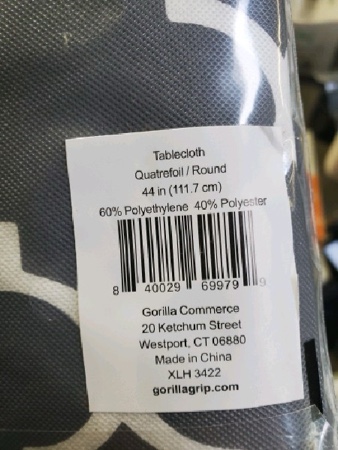 Tablecloth
Quatrefoil / Round
44 in (111.7 cm)
60% Polyethylene 40% Polyester
8 40029 69979 9
Gorilla Commerce
20 Ketchum Street
Westport, CT 06880
Made in China
XLH 3422
gorillagrip.com